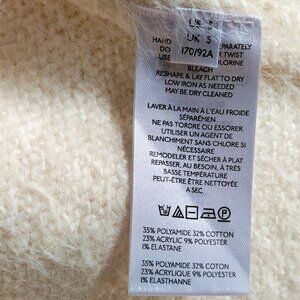 US
UK S
170/92A
HAND
SEPARATELY
DO
TWIST
USE
CHLORINE
BLEACH
RESHAPE & LAY FLAT TO DRY
LOW IRON AS NEEDED
MAY BE DRY CLEANED
LAVER À LA MAIN À L'EAU FROIDE
SÉPARÉMEN
NE PAS TORDRE OU ESSORER
UTILISER UN AGENT DE
BLANCHIMENT SANS CHLORE
REMODELER ET SÉCHER À PLAT
REPASSER, AU BESOIN, À TRÈS
BASSE TEMPÉRATURE
PEUT-ÊTRE ÊTRE NETTOYÉE
A SEC
35% POLYAMIDE 32% COTTON
23% ACRYLIC 9% POLYESTER
1% ELASTANE
35% POLYAMIDE 32% COTON
23% ACRYLIQUE 9% POLYESTER
1% ELASTHANNE